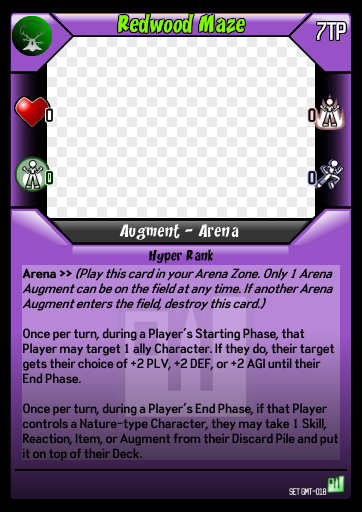 Redwood Maze
7TP
0
0
0
0
Augment - Arena
Hyper Rank
Arena >> (Play this card in your Arena Zone. Only 1 Arena
Augment can be on the field at any time. If another Arena
Augment enters the field, destroy this card.)
Once per turn, during a Player's Starting Phase, that
Player may target 1 ally Character. If they do, their target
gets their choice of +2 PLV, +2 DEF, or +2 AGI until their
End Phase.
Once per turn, during a Player's End Phase, if that Player
controls a Nature-type Character, they may take 1 Skill,
Reaction, Item, or Augment from their Discard Pile and put
it on top of their Deck.
SET GMT-018